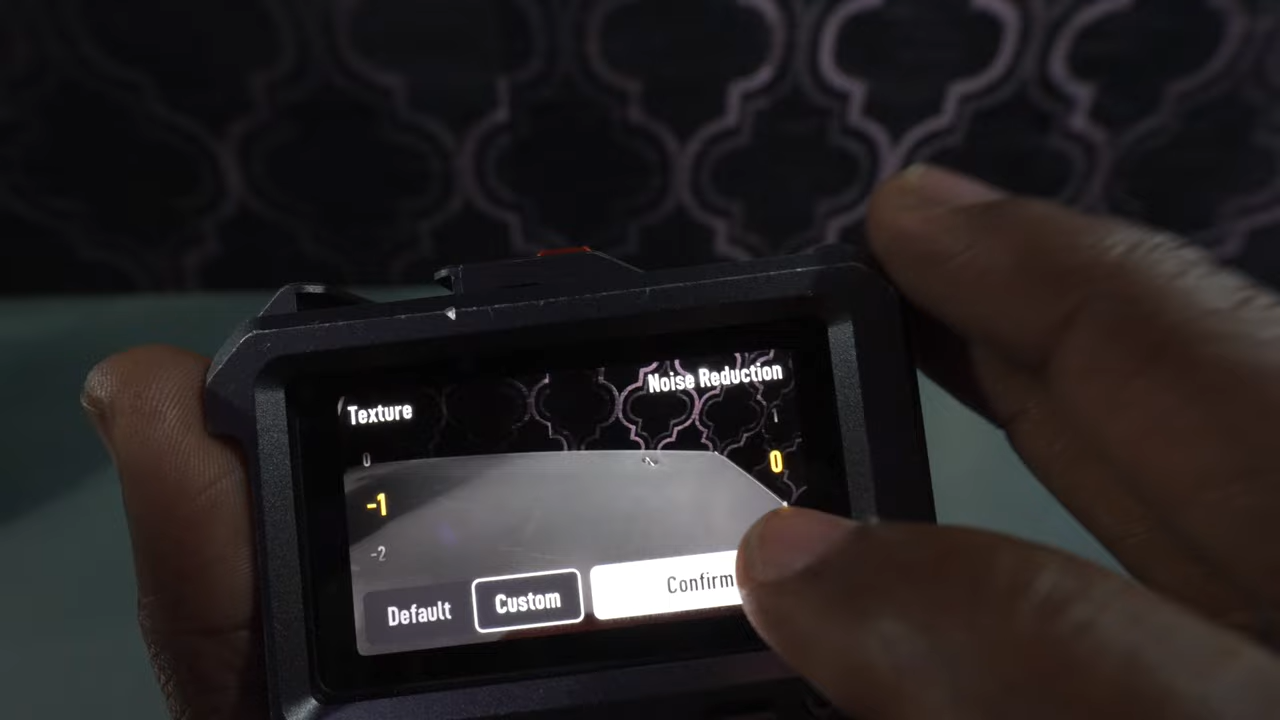 Noise Reduction
Texture
1
0
0
-1
-2
Confirm
Custom
Default